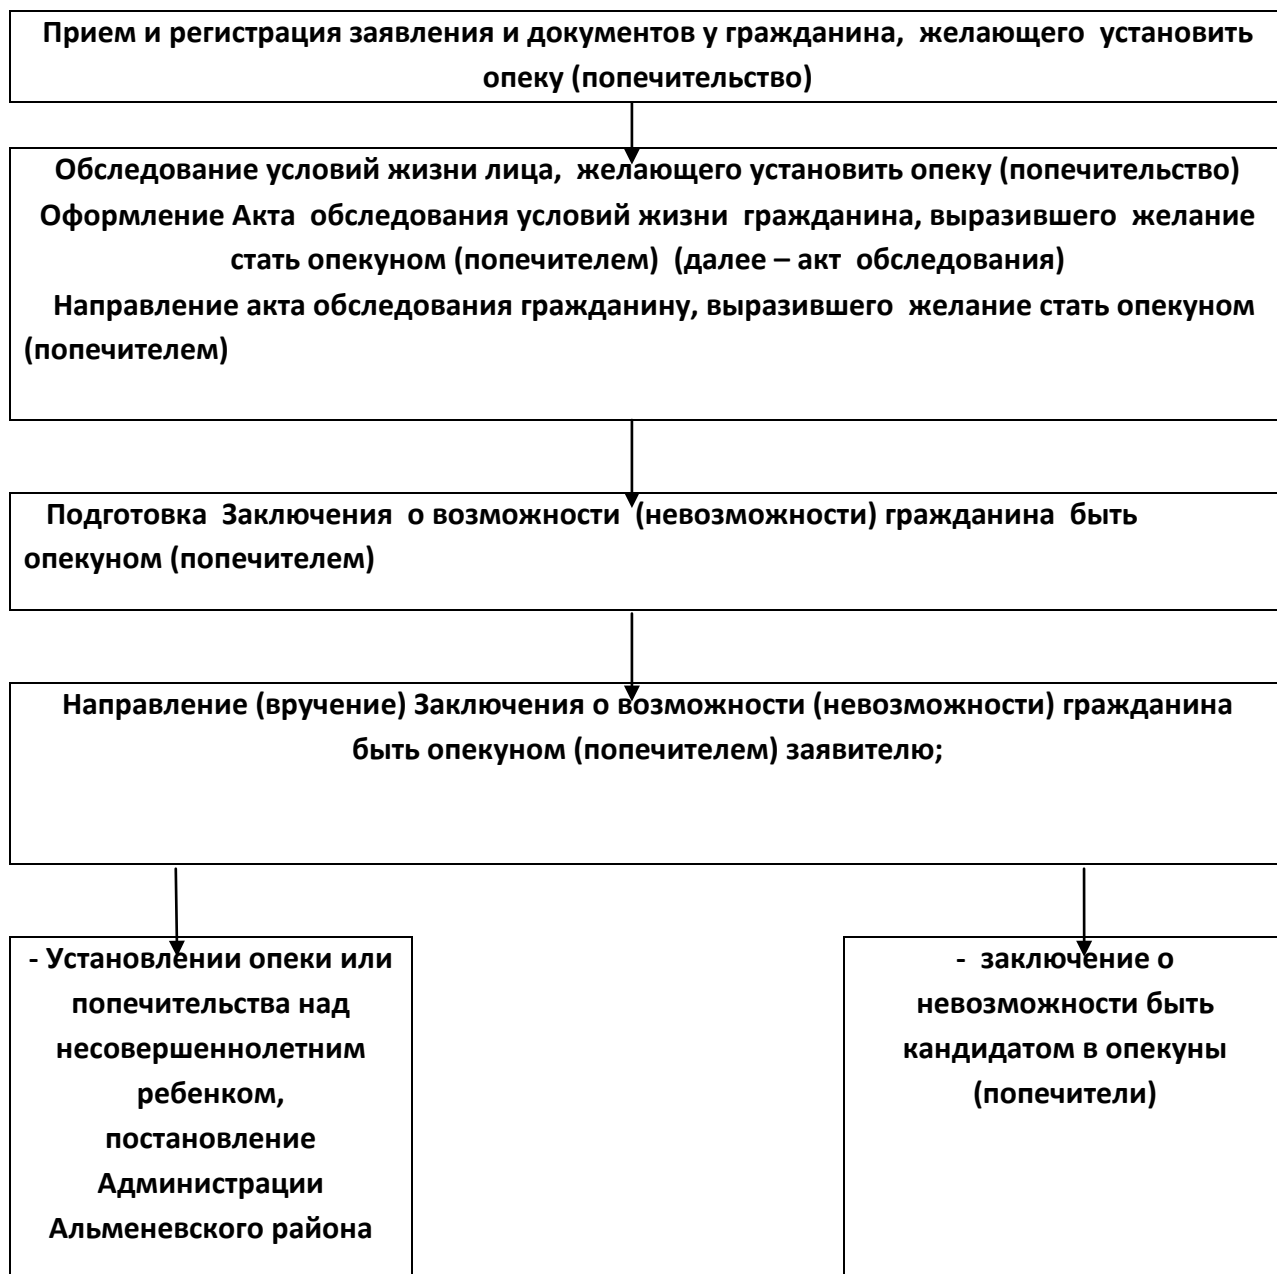 Прием и регистрация заявления и документов у гражданина, желающего установить
опеку (попечительство)
Обследование условий жизни лица, желающего установить опеку (попечительство)
Оформление Акта обследования условий жизни гражданина, выразившего желание
стать опекуном (попечителем) (далее – акт обследования)
Направление акта обследования гражданину, выразившего желание стать опекуном
(попечителем)
Подготовка Заключения о возможности (невозможности) гражданина быть
опекуном (попечителем)
Направление (вручение) Заключения о возможности (невозможности) гражданина
быть опекуном (попечителем) заявителю;
- Установлении опеки или
попечительства над
несовершеннолетним
ребенком,
постановление
Администрации
Альменевского района
- заключение о
невозможности быть
кандидатом в опекуны
(попечители)